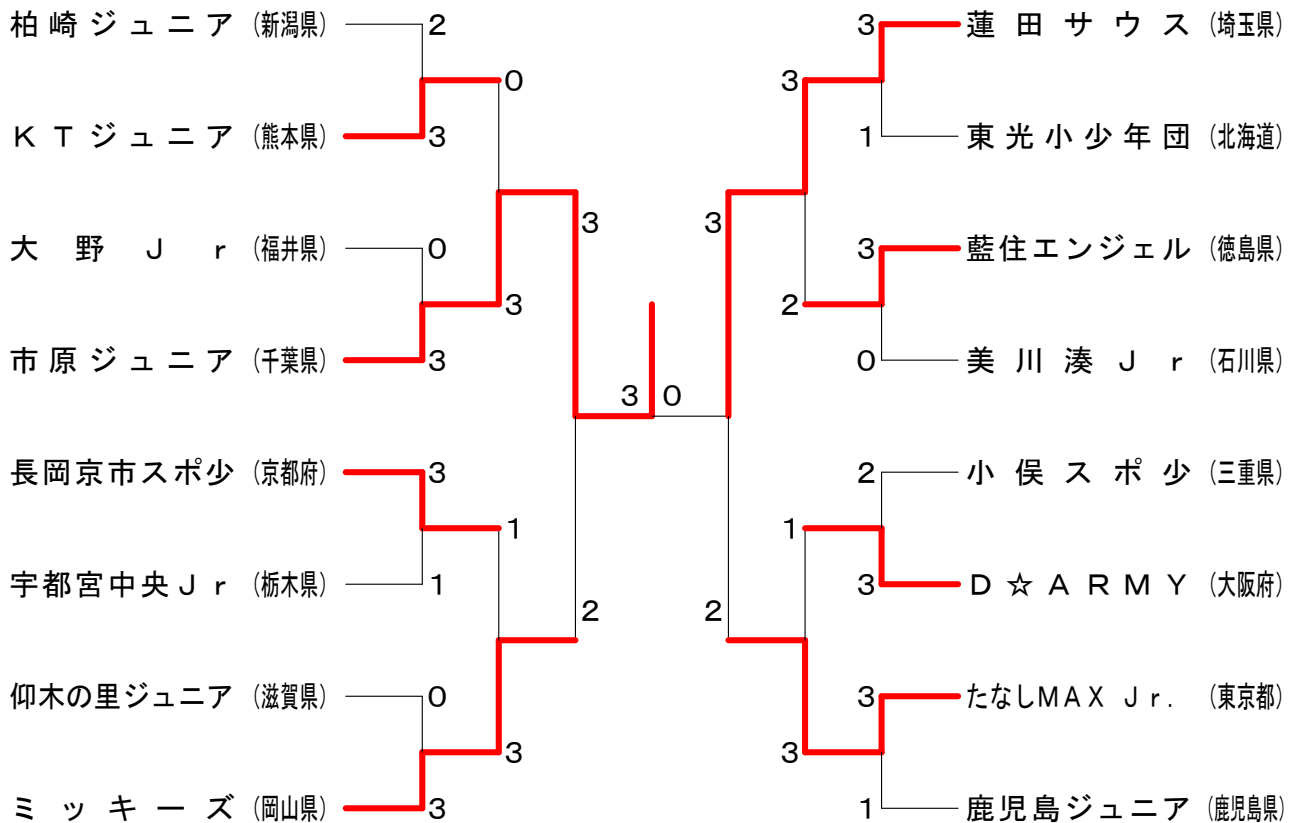 柏崎ジュニア（新潟県） 2 3 蓮田サウス（埼玉県）
0 3
KTジュニア（熊本県） 3 1 東光小少年団（北海道）
3 3
大野Jr（福井県） 0 3 藍住エンジェル（徳島県）
3 2
市原ジュニア（千葉県） 3 0 美川湊Jr（石川県）
3 0
長岡京市スポ少（京都府） 3 2 小俣スポ少（三重県）
1 1
宇都宮中央Jr（栃木県） 1 3 D☆ARMY（大阪府）
2 2
仰木の里ジュニア（滋賀県） 0 3 たなしMAX Jr.（東京都）
3 3
ミッキーズ（岡山県） 3 1 鹿児島ジュニア（鹿児島県）